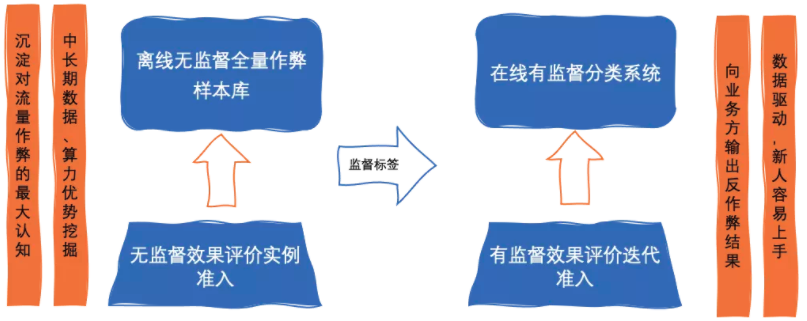 沉淀对流量作弊的最大认知
中长期数据、算力优势挖掘
离线无监督全量作弊
样本库
无监督效果评价实例
准入
监督标签
在线有监督分类系统
有监督效果评价迭代
准入
向业务方输出反作弊结果
数据驱动，新人容易上手